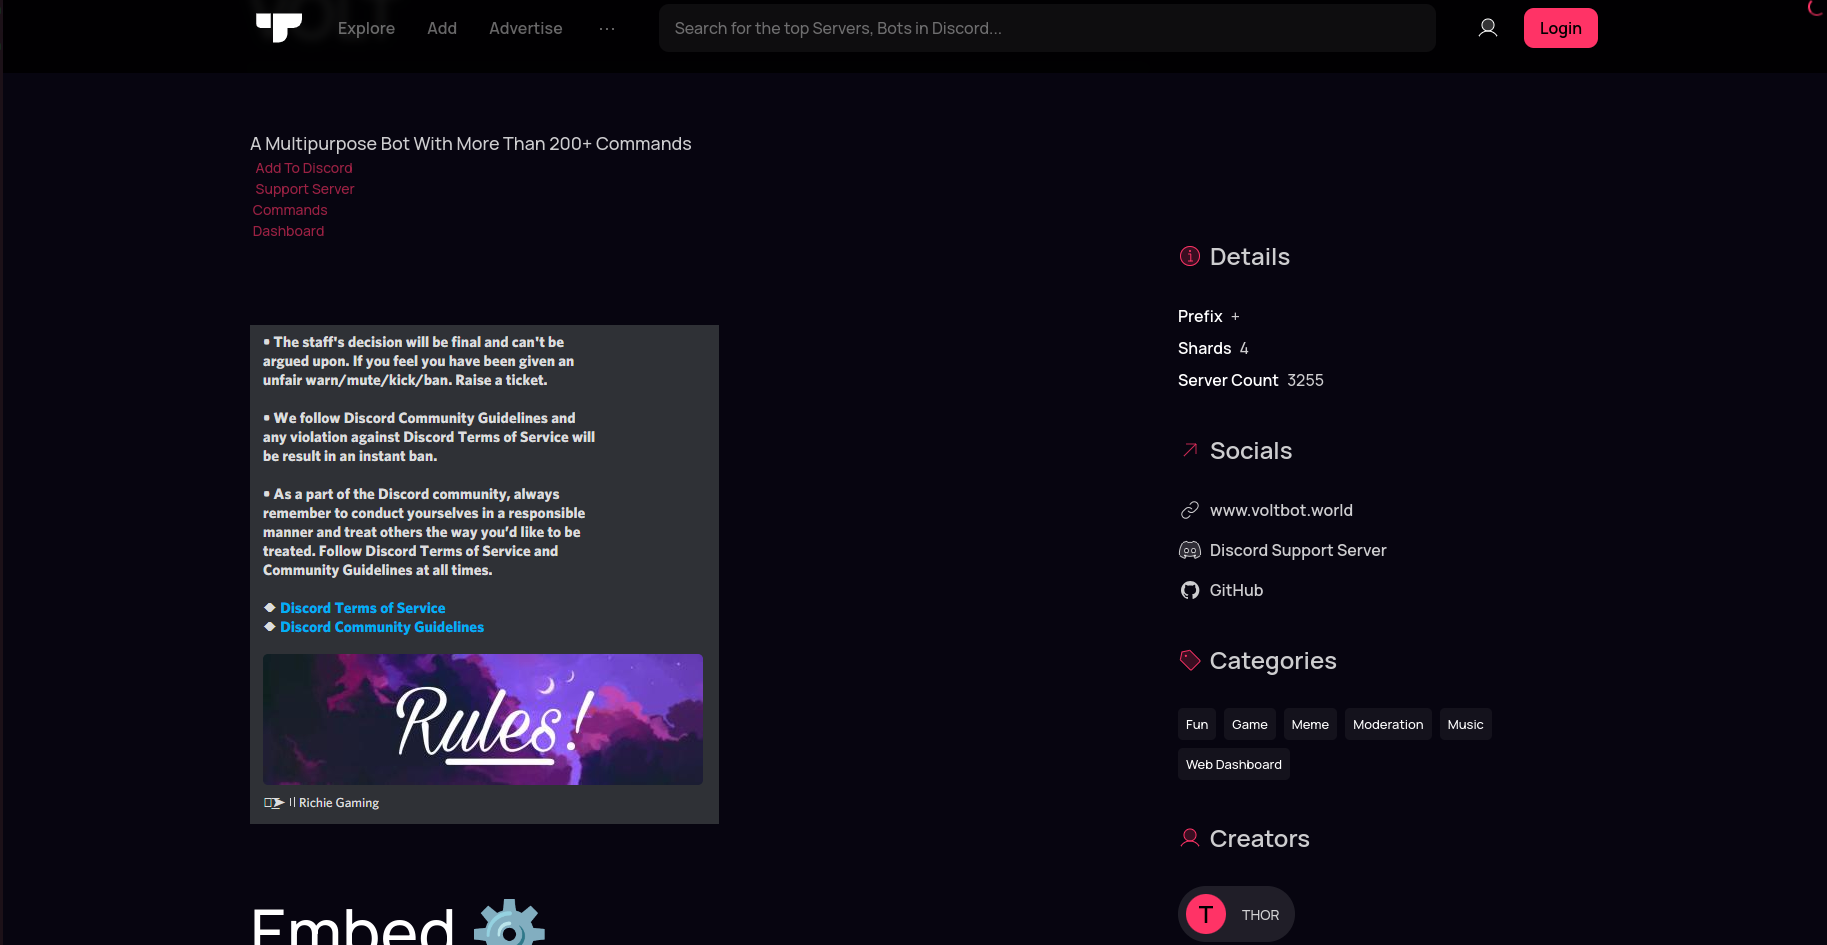 Explore
Add
Advertise
...
Search for the top Servers, Bots in Discord...
Login
A Multipurpose Bot With More Than 200+ Commands
Add To Discord
Support Server
Commands
Dashboard
• The staff's decision will be final and can't be
argued upon. If you feel you have been given an
unfair warn/mute/kick/ban. Raise a ticket.
• We follow Discord Community Guidelines and
any violation against Discord Terms of Service will
be result in an instant ban.
• As a part of the Discord community, always
remember to conduct yourselves in a responsible
manner and treat others the way you'd like to be
treated. Follow Discord Terms of Service and
Community Guidelines at all times.
Discord Terms of Service
Discord Community Guidelines
Rules!
Richie Gaming
Embed ⚙️
Details
Prefix +
Shards 4
Server Count 3255
Socials
www.voltbot.world
Discord Support Server
GitHub
Categories
Fun Game Meme Moderation Music
Web Dashboard
Creators
T THOR